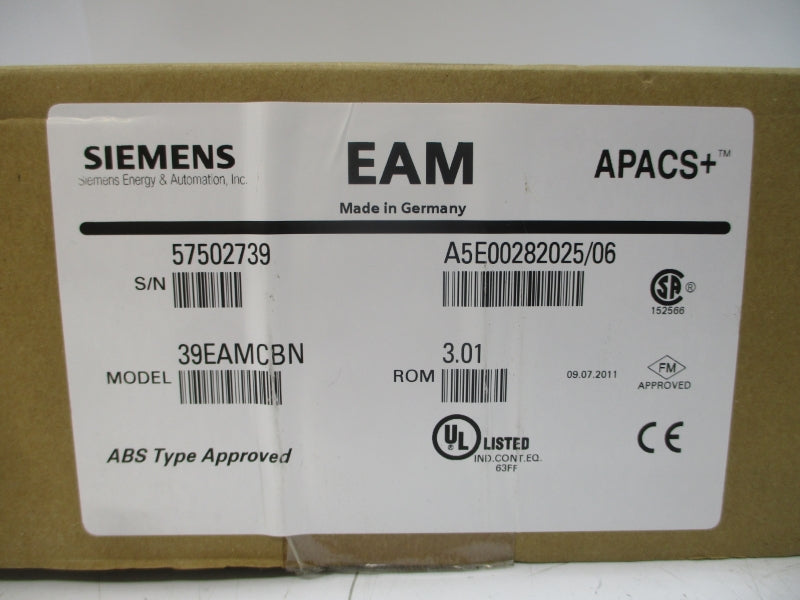 SIEMENS
Siemens Energy & Automation, Inc.
EAM
APACS+™
Made in Germany
57502739
S/N
A5E00282025/06
SA ®
152566
39EAMCBN
MODEL
3.01
ROM
09.07.2011
FM
APPROVED
ABS Type Approved
UL ® LISTED
IND.CONT.EQ.
63FF
CE